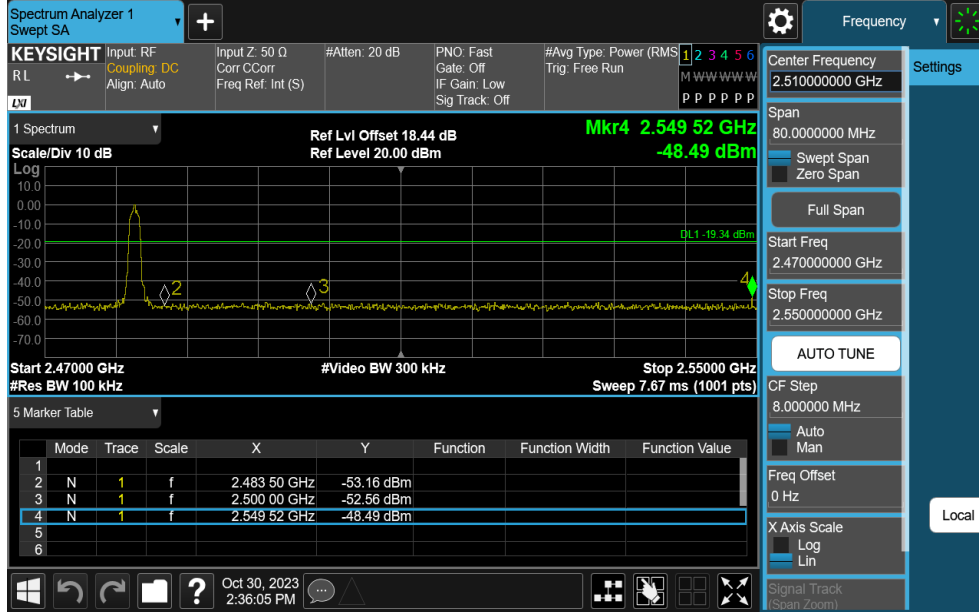 Spectrum Analyzer 1
Swept SA
Frequency
KEYSIGHT
R L
LXI
Input: RF
Coupling: DC
Align: Auto
Input Z: 50 Ω
Corr CCorr
Freq Ref: Int (S)
#Atten: 20 dB
PNO: Fast
Gate: Off
IF Gain: Low
Sig Track: Off
#Avg Type: Power (RMS
Trig: Free Run
1 2 3 4 5 6
M W W W W W
P P P P P P
Center Frequency
2.510000000 GHz
Settings
Span
80.0000000 MHz
Swept Span
Zero Span
Full Span
Start Freq
2.470000000 GHz
Stop Freq
2.550000000 GHz
AUTO TUNE
CF Step
8.000000 MHz
Auto
Man
Freq Offset
0 Hz
X Axis Scale
Log
Lin
Signal Track
(Span Zoom)
Local
1 Spectrum
Scale/Div 10 dB
Ref Lvl Offset 18.44 dB
Ref Level 20.00 dBm
Mkr4 2.549 52 GHz
-48.49 dBm
Log
10.0
0.00
-10.0
-20.0
-30.0
-40.0
-50.0
-60.0
-70.0
DL1 -19.34 dBm
2
3
4
Start 2.47000 GHz
#Res BW 100 kHz
#Video BW 300 kHz
Stop 2.55000 GHz
Sweep 7.67 ms (1001 pts)
5 Marker Table
Mode Trace Scale X Y Function Function Width Function Value
1
2 N 1 f 2.483 50 GHz -53.16 dBm
3 N 1 f 2.500 00 GHz -52.56 dBm
4 N 1 f 2.549 52 GHz -48.49 dBm
5
6
?
Oct 30, 2023
2:36:05 PM